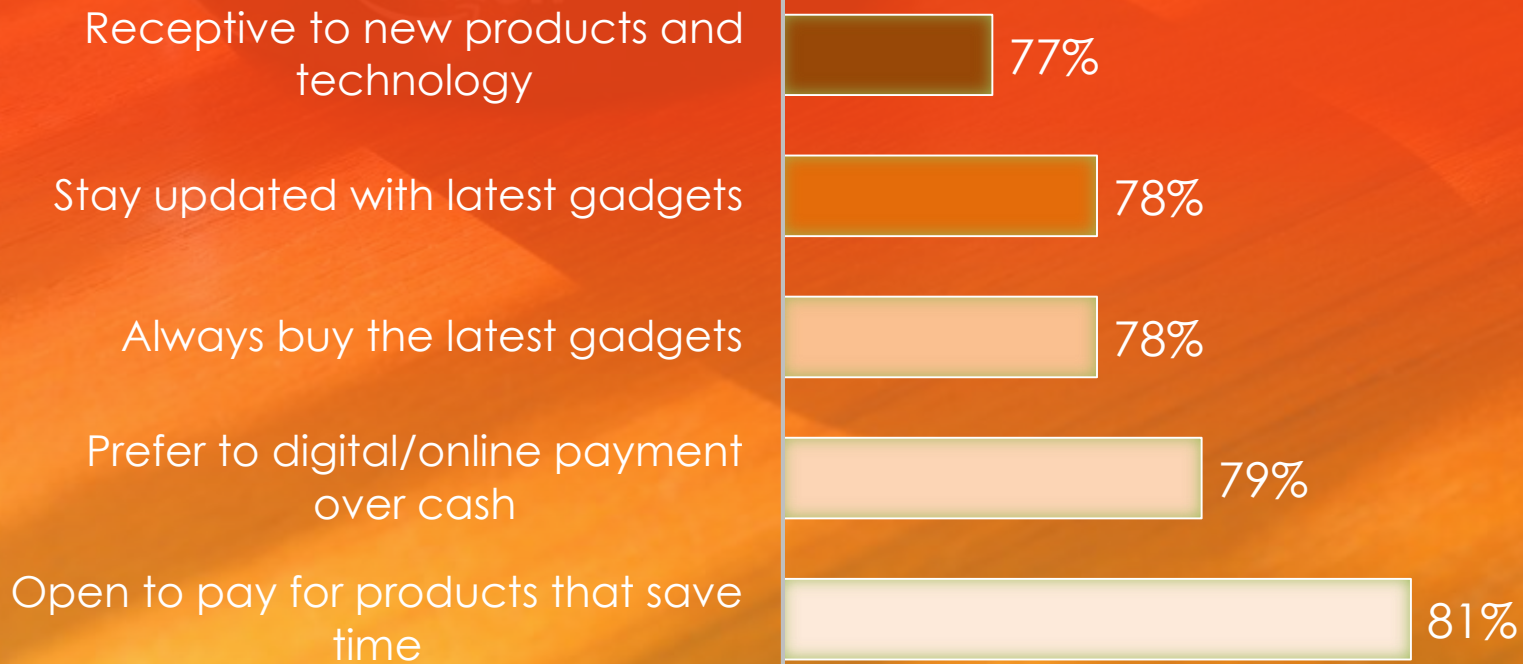 Receptive to new products and
technology
77%
Stay updated with latest gadgets
78%
Always buy the latest gadgets
78%
Prefer to digital/online payment
over cash
79%
Open to pay for products that save
time
81%